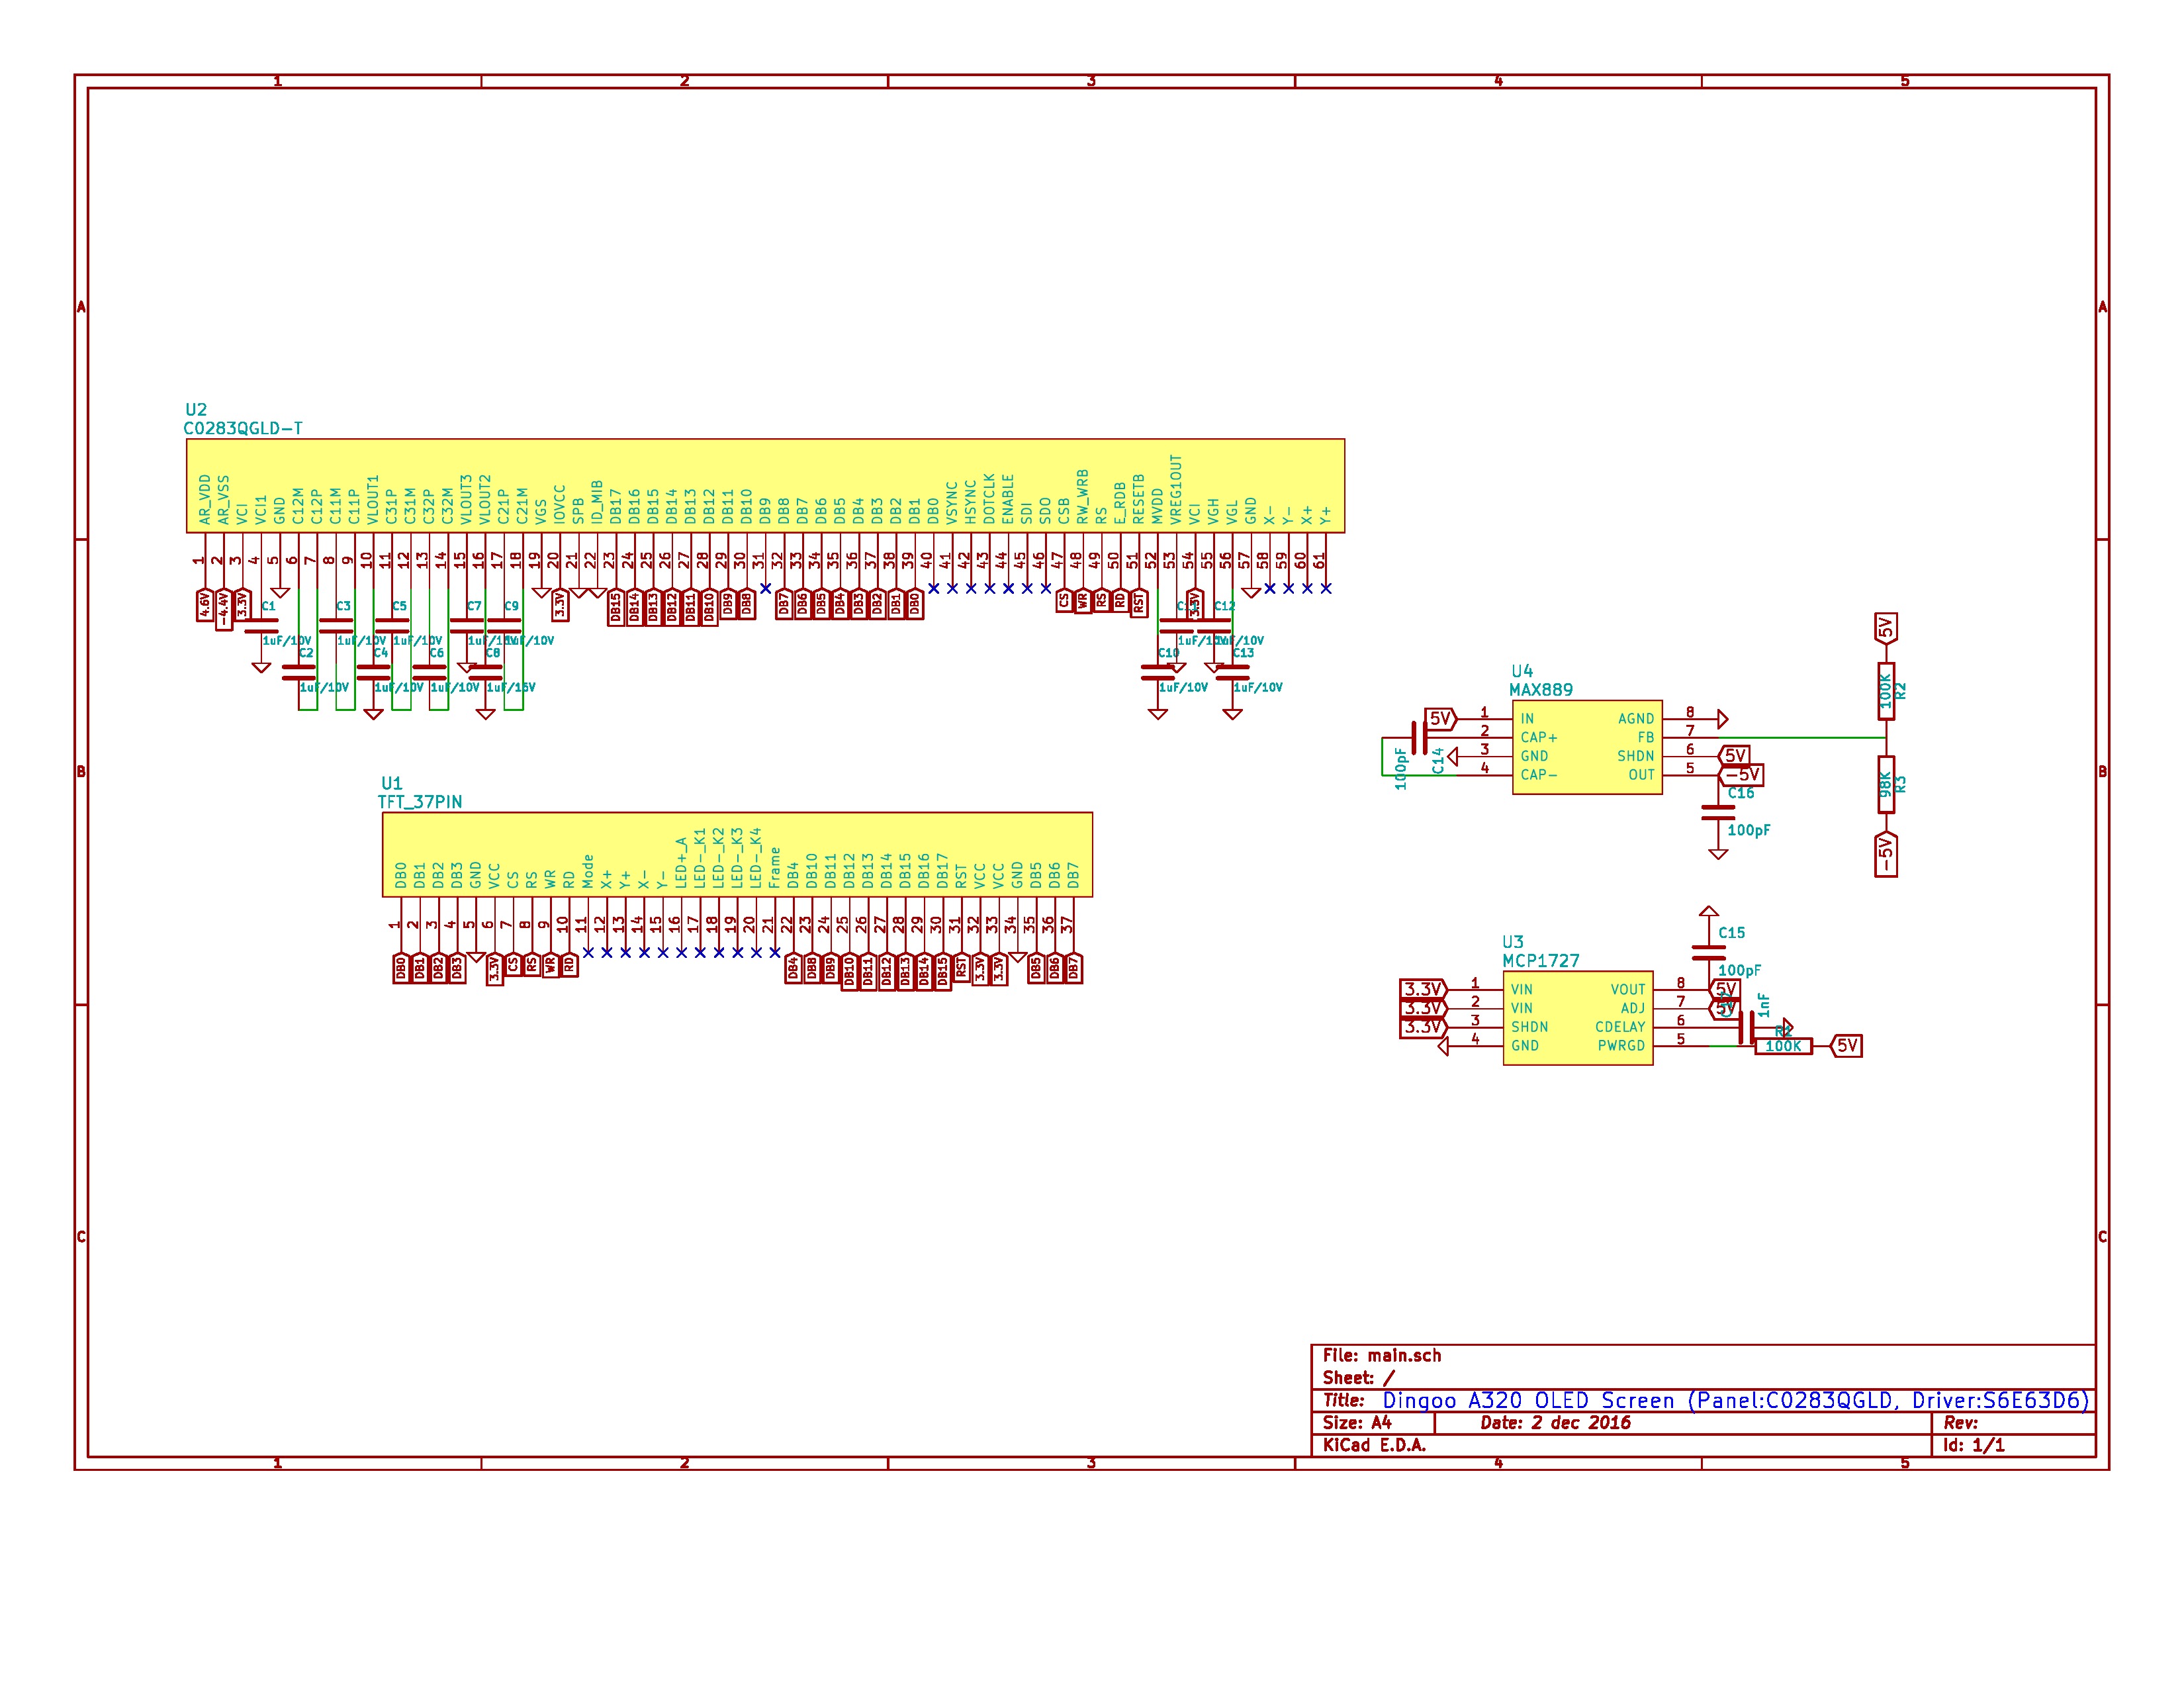 1 2 3 4 5
A A
B B
C C
U2
C0283QGLD-T
AR_VDD AR_VSS VCI VCI1 GND C12M C12P C11M C11P VLOUT1 C31P C31M C32P C32M VLOUT3 VLOUT2 C21P C21M VGS IOVCC SPB ID_MIB DB17 DB16 DB15 DB14 DB13 DB12 DB11 DB10 DB9 DB8 DB7 DB6 DB5 DB4 DB3 DB2 DB1 DB0 VSYNC HSYNC DOTCLK ENABLE SDI SDO CSB RW_WRB RS E_RDB RESETB MVDD VREG1OUT VCI VGH VGL GND X- Y- X+ Y+
1 2 3 4 5 6 7 8 9 10 11 12 13 14 15 16 17 18 19 20 21 22 23 24 25 26 27 28 29 30 31 32 33 34 35 36 37 38 39 40 41 42 43 44 45 46 47 48 49 50 51 52 53 54 55 56 57 58 59 60 61
4.6V -4.4V 3.3V 3.3V DB15 DB14 DB13 DB12 DB11 DB10 DB9 DB8 DB7 DB6 DB5 DB4 DB3 DB2 DB1 DB0 CS WR RS RD RST 3.3V
C1 C3 C5 C7 C9 C12
1uF/10V 1uF/10V 1uF/10V
C2 C4 C6 C8 C10 C13
1uF/10V 1uF/10V 1uF/10V 1uF/16V 1uF/10V 1uF/10V
U1
TFT_37PIN
DB0 DB1 DB2 DB3 GND VCC CS RS WR RD Mode X+ Y+ X- Y- LED+_A LED-_K1 LED-_K2 LED-_K3 LED-_K4 Frame DB4 DB10 DB11 DB12 DB13 DB14 DB15 DB16 DB17 RST VCC VCC GND DB5 DB6 DB7
1 2 3 4 5 6 7 8 9 10 11 12 13 14 15 16 17 18 19 20 21 22 23 24 25 26 27 28 29 30 31 32 33 34 35 36 37
DB0 DB1 DB2 DB3 3.3V CS RS WR RD DB4 DB8 DB9 DB10 DB11 DB12 DB13 DB14 DB15 RST 3.3V 3.3V DB5 DB6 DB7
U4
MAX889
5V 1 IN AGND 8
2 CAP+ FB 7
3 GND SHDN 6 5V
4 CAP- OUT 5 -5V
100pF C14
C16
100pF
5V
100K R2
98K R3
-5V
U3
MCP1727
C15
100pF
3.3V 1 VIN VOUT 8 5V
3.3V 2 VIN ADJ 7 5V
3.3V 3 SHDN CDELAY 6 1nF
4 GND PWRGD 5 100K 5V
R1
File: main.sch
Sheet: /
Title: Dingoo A320 OLED Screen (Panel:C0283QGLD, Driver:S6E63D6)
Size: A4 Date: 2 dec 2016 Rev:
KiCad E.D.A. Id: 1/1
1 2 3 4 5